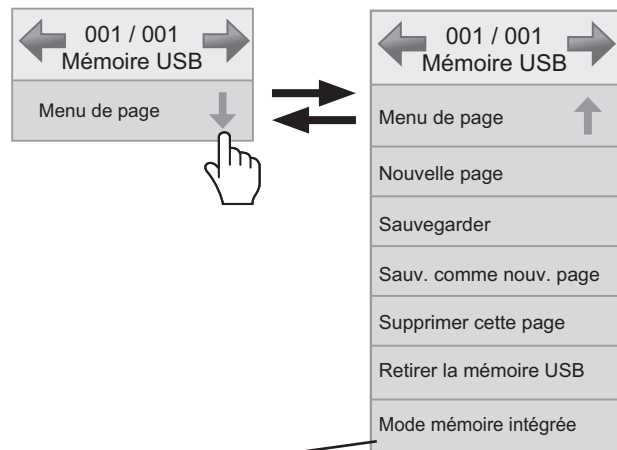 001 / 001
Mémoire USB
Menu de page
001 / 001
Mémoire USB
Menu de page
Nouvelle page
Sauvegarder
Sauv. comme nouv. page
Supprimer cette page
Retirer la mémoire USB
Mode mémoire intégrée